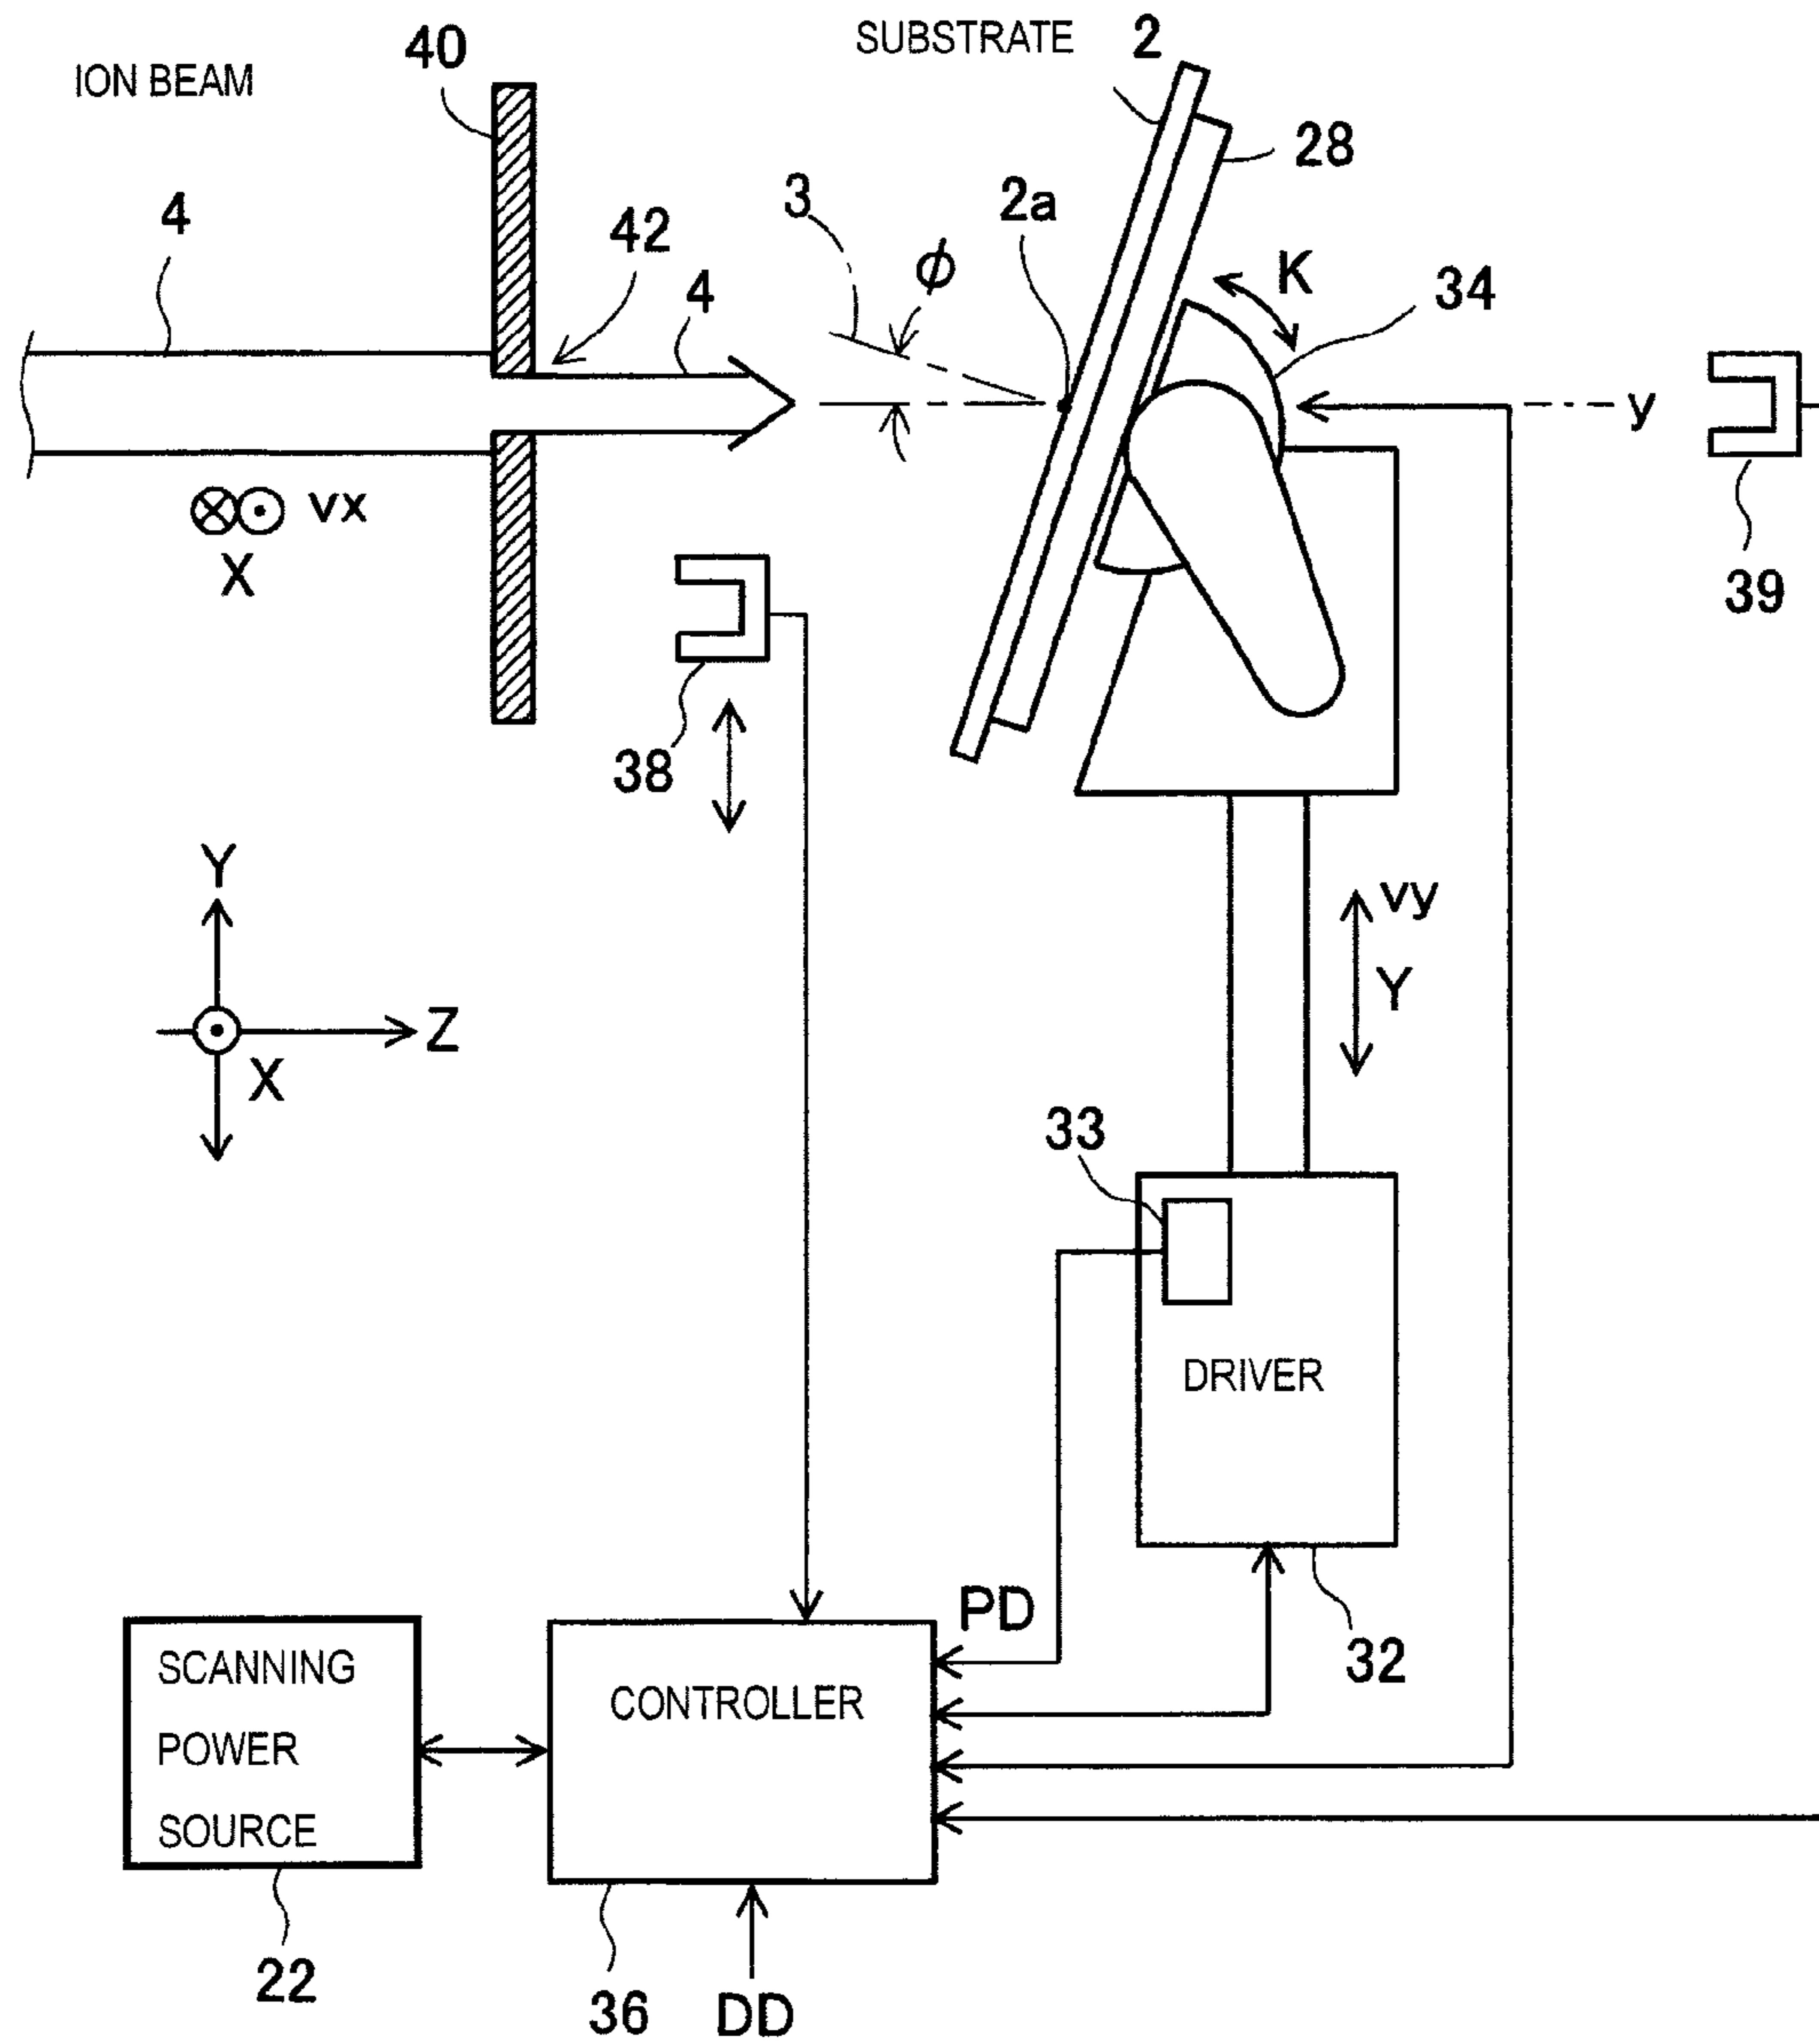 SUBSTRATE 2
40
ION BEAM
28
3
2a
4
42
ϕ
K
34
4
y
vx
X
39
38
Y
vy
Y
Z
X
33
DRIVER
PD
32
SCANNING
POWER
SOURCE
CONTROLLER
22
36
DD